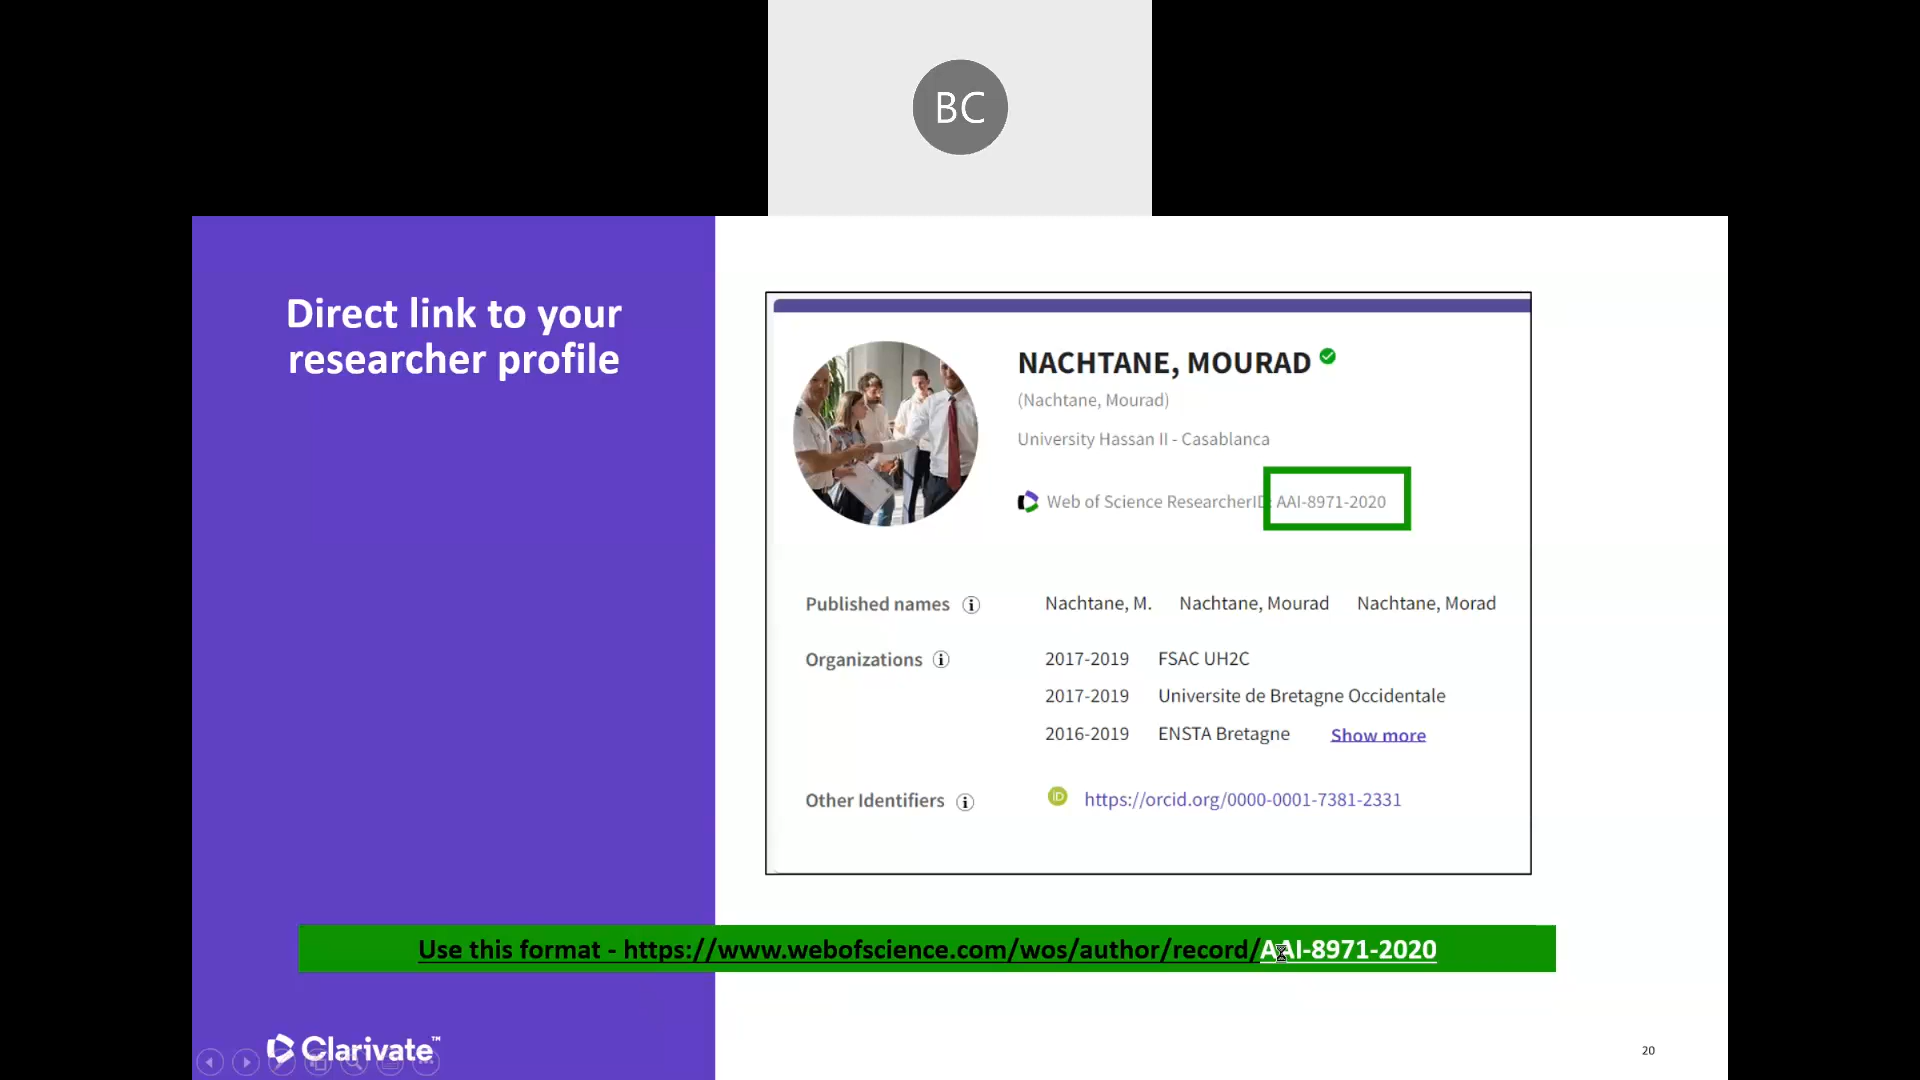 BC
Direct link to your
researcher profile
NACHTANE, MOURAD
(Nachtane, Mourad)
University Hassan II - Casablanca
Web of Science ResearcherID: AAI-8971-2020
Published names Nachtane, M. Nachtane, Mourad Nachtane, Morad
Organizations 2017-2019 FSAC UH2C
2017-2019 Universite de Bretagne Occidentale
2016-2019 ENSTA Bretagne Show more
Other Identifiers iD https://orcid.org/0000-0001-7381-2331
Use this format - https://www.webofscience.com/wos/author/record/AAI-8971-2020
Clarivate™
20